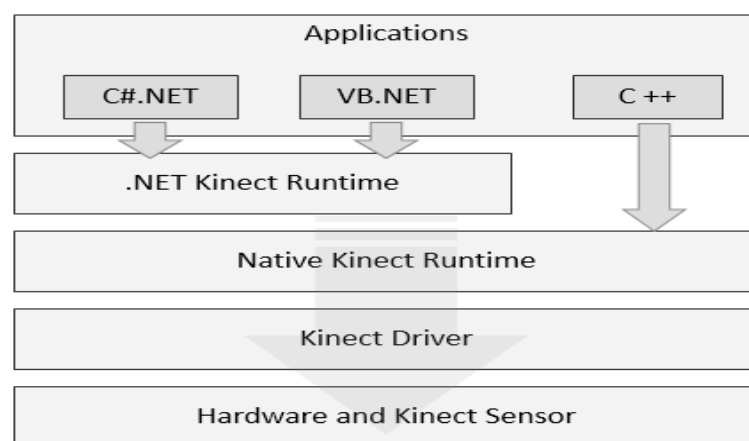 Applications
C#.NET
VB.NET
C ++
.NET Kinect Runtime
Native Kinect Runtime
Kinect Driver
Hardware and Kinect Sensor